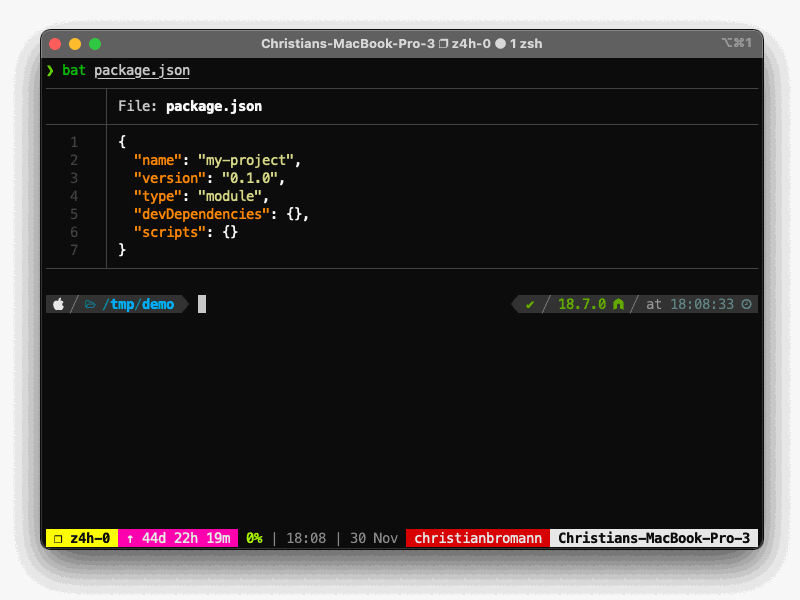 Christians-MacBook-Pro-3 ❐ z4h-0 ● 1 zsh ⌥⌘1
❯ bat package.json
File: package.json
1 {
2 "name": "my-project",
3 "version": "0.1.0",
4 "type": "module",
5 "devDependencies": {},
6 "scripts": {}
7 }
/tmp/demo ✔ 18.7.0 at 18:08:33
❐ z4h-0 ↑ 44d 22h 19m 0% | 18:08 | 30 Nov christianbromann Christians-MacBook-Pro-3